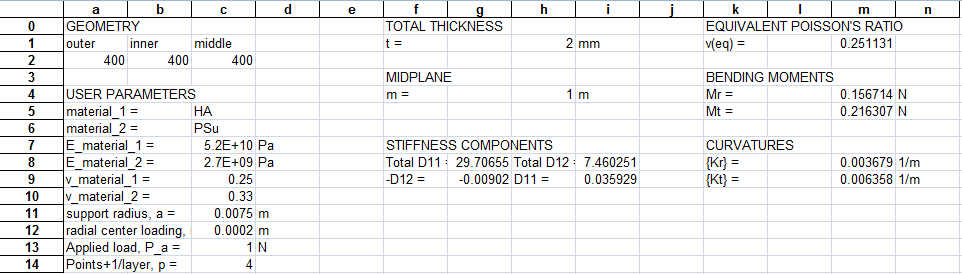 a b c d e f g h i j k l m n
0 GEOMETRY TOTAL THICKNESS EQUIVALENT POISSON'S RATIO
1 outer inner middle t = 2 mm v(eq) = 0.251131
2 400 400 400
3 MIDPLANE BENDING MOMENTS
4 USER PARAMETERS m = 1 m Mr = 0.156714 N
5 material_1 = HA Mt = 0.216307 N
6 material_2 = PSu
7 E_material_1 = 5.2E+10 Pa STIFFNESS COMPONENTS CURVATURES
8 E_material_2 = 2.7E+09 Pa Total D11 = 29.70655 Total D12 = 7.460251 {Kr} = 0.003679 1/m
9 v_material_1 = 0.25 -D12 = -0.00902 D11 = 0.035929 {Kt} = 0.006358 1/m
10 v_material_2 = 0.33
11 support radius, a = 0.0075 m
12 radial center loading, 0.0002 m
13 Applied load, P_a = 1 N
14 Points+1/layer, p = 4